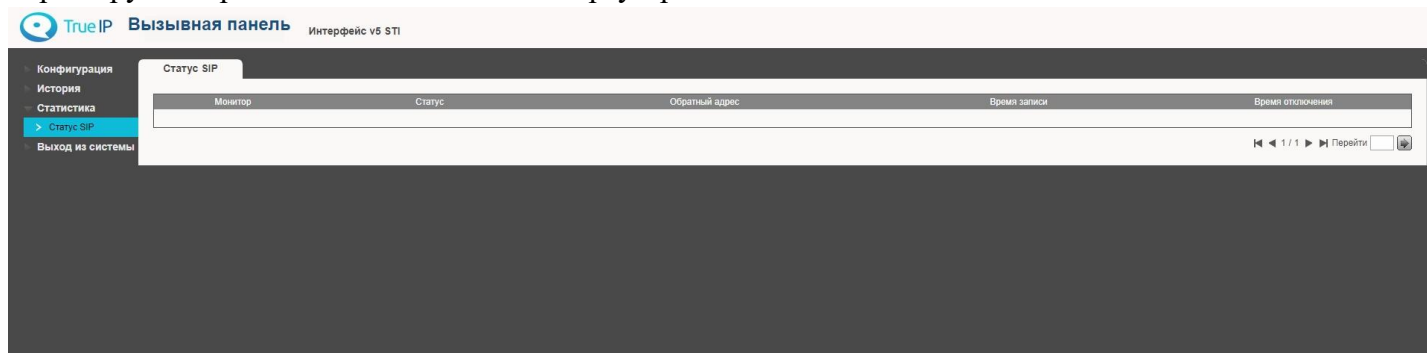 True IP Вызывная панель Интерфейс v5 STI
Конфигурация
История
Статистика
> Статус SIP
Выход из системы
Статус SIP
Монитор Статус Обратный адрес Время записи Время отключения
1 / 1 Перейти